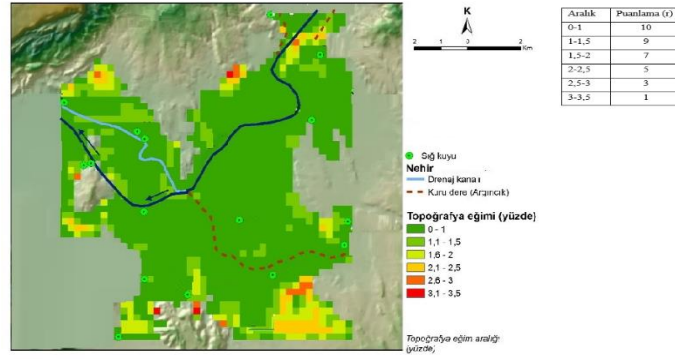 K
2 1 0 2
Km
Sığ kuyu
Nehir
Drenaj kanalı
Kuru dere (Argıncık)
Topoğrafya eğimi (yüzde)
0 - 1
1,1 - 1,5
1,6 - 2
2,1 - 2,5
2,6 - 3
3,1 - 3,5
Topoğrafya eğim aralığı
(yüzde)
Aralık Puanlama (r)
0-1 10
1-1,5 9
1,5-2 7
2-2,5 5
2,5-3 3
3-3,5 1